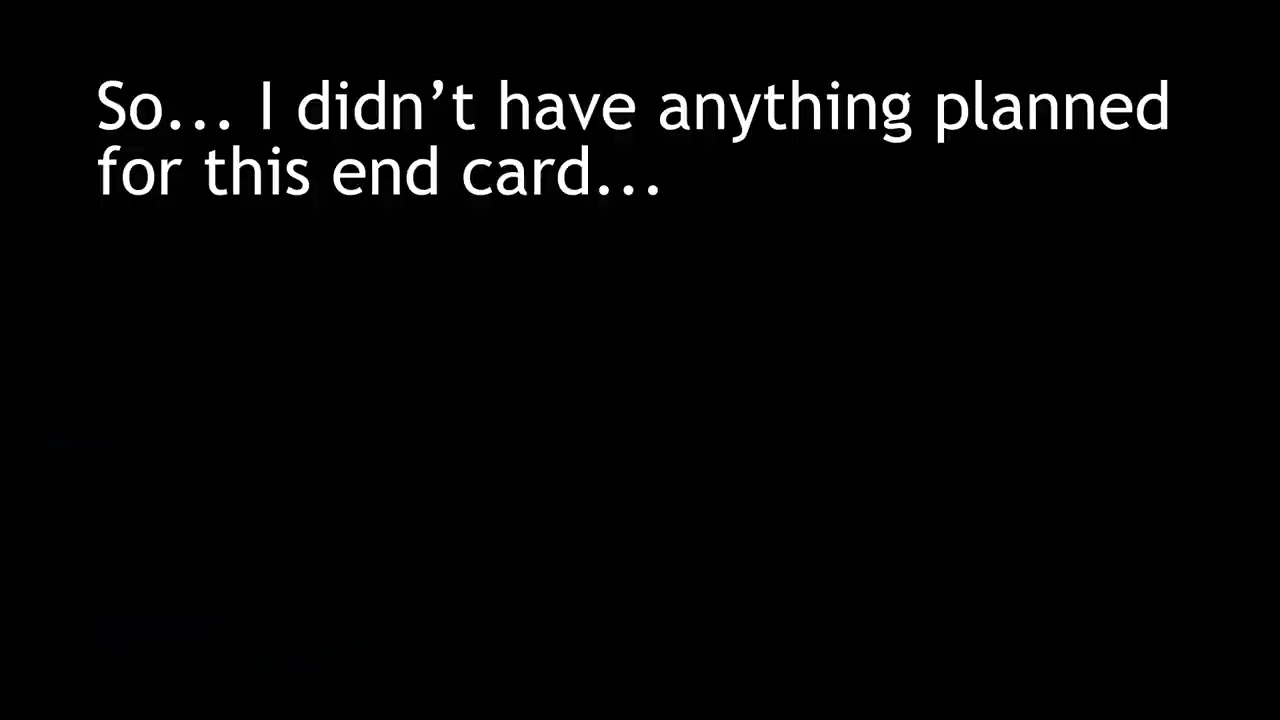 So... I didn’t have anything planned
for this end card...